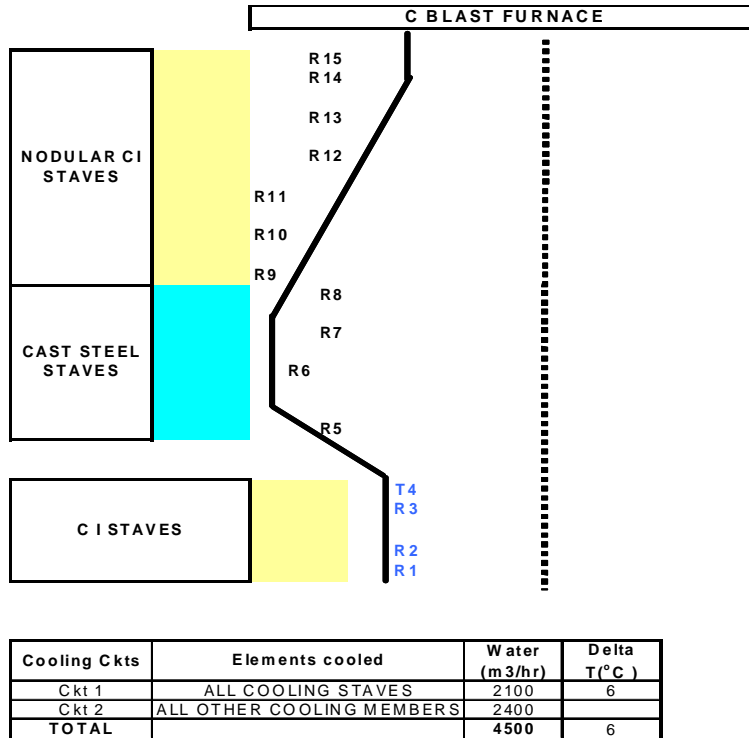 C BLAST FURNACE
R15
R14
R13
NODULAR CI
STAVES
R12
R11
R10
R9
R8
R7
CAST STEEL
STAVES
R6
R5
T4
R3
C I STAVES
R2
R1
Cooling Ckts Elements cooled Water (m3/hr) Delta T(°C)
Ckt 1 ALL COOLING STAVES 2100 6
Ckt 2 ALL OTHER COOLING MEMBERS 2400
TOTAL 4500 6